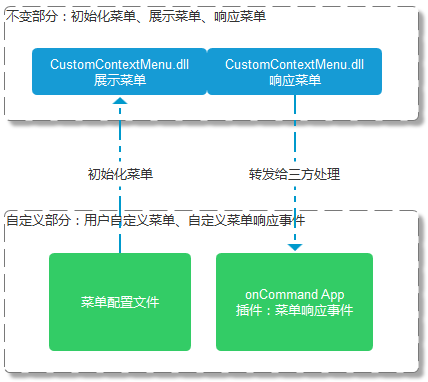 不变部分：初始化菜单、展示菜单、响应菜单
CustomContextMenu.dll
展示菜单
CustomContextMenu.dll
响应菜单
初始化菜单
转发给三方处理
自定义部分：用户自定义菜单、自定义菜单响应事件
菜单配置文件
onCommand App
插件：菜单响应事件